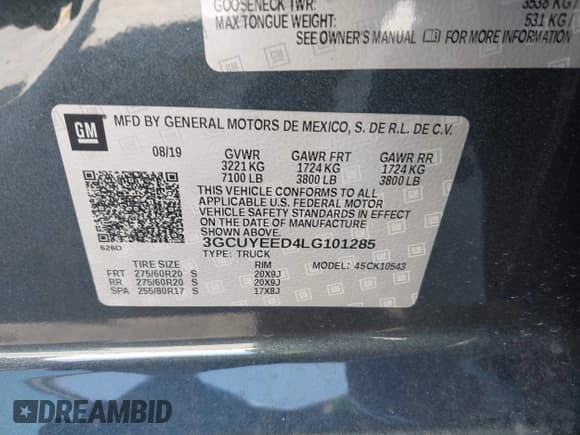 GOOSENECK TWR: 3538 KG /
MAX TONGUE WEIGHT: 531 KG /
SEE OWNER'S MANUAL FOR MORE INFORMATION
GM
MFD BY GENERAL MOTORS DE MEXICO, S. DE R.L. DE C.V.
08/19 GVWR GAWR FRT GAWR RR
3221 KG 1724 KG 1724 KG
7100 LB 3800 LB 3800 LB
THIS VEHICLE CONFORMS TO ALL
APPLICABLE U.S. FEDERAL MOTOR
VEHICLE SAFETY STANDARDS IN EFFECT
ON THE DATE OF MANUFACTURE
SHOWN ABOVE.
3GCUYEED4LG101285
626D
TYPE: TRUCK
TIRE SIZE RIM MODEL: 4SCK10543
FRT 275/60R20 S 20X9J
RR 275/60R20 S 20X9J
SPA 255/80R17 S 17X8J
DREAMBID